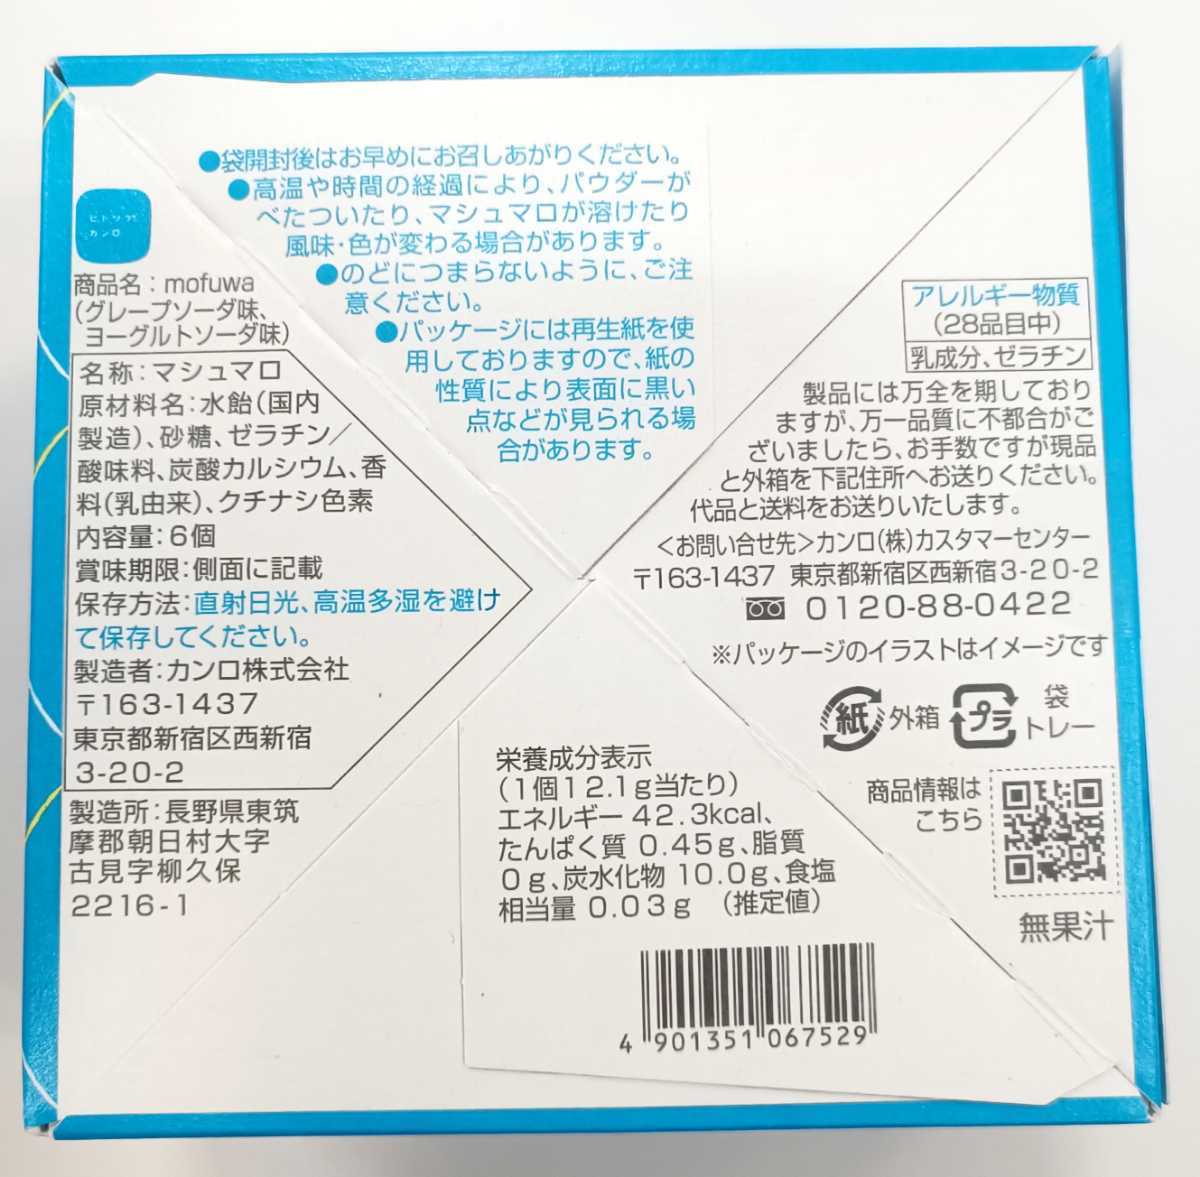 ●袋開封後はお早めにお召しあがりください。
●高温や時間の経過により、パウダーが
べたついたり、マシュマロが溶けたり
風味・色が変わる場合があります。
●のどにつまらないように、ご注
意ください。
●パッケージには再生紙を使
用しておりますので、紙の
性質により表面に黒い
点などが見られる場
合があります。
ヒトツブ
カンロ
商品名：mofuwa
(グレープソーダ味、
ヨーグルトソーダ味)
名称：マシュマロ
原材料名：水飴(国内
製造)、砂糖、ゼラチン/
酸味料、炭酸カルシウム、香
料(乳由来)、クチナシ色素
内容量：6個
賞味期限：側面に記載
保存方法：直射日光、高温多湿を避け
て保存してください。
製造者：カンロ株式会社
〒163-1437
東京都新宿区西新宿
3-20-2
製造所：長野県東筑
摩郡朝日村大字
古見字柳久保
2216-1
アレルギー物質
(28品目中)
乳成分、ゼラチン
製品には万全を期しており
ますが、万一品質に不都合がご
ざいましたら、お手数ですが現品
と外箱を下記住所へお送りください。
代品と送料をお送りいたします。
＜お問い合せ先＞カンロ(株)カスタマーセンター
〒163-1437 東京都新宿区西新宿3-20-2
0120-88-0422
※パッケージのイラストはイメージです
紙 外箱 プラ 袋
トレー
商品情報は
こちら
無果汁
栄養成分表示
(1個12.1g当たり)
エネルギー 42.3kcal、
たんぱく質 0.45g、脂質
0g、炭水化物 10.0g、食塩
相当量 0.03g (推定値)
4 901351 067529